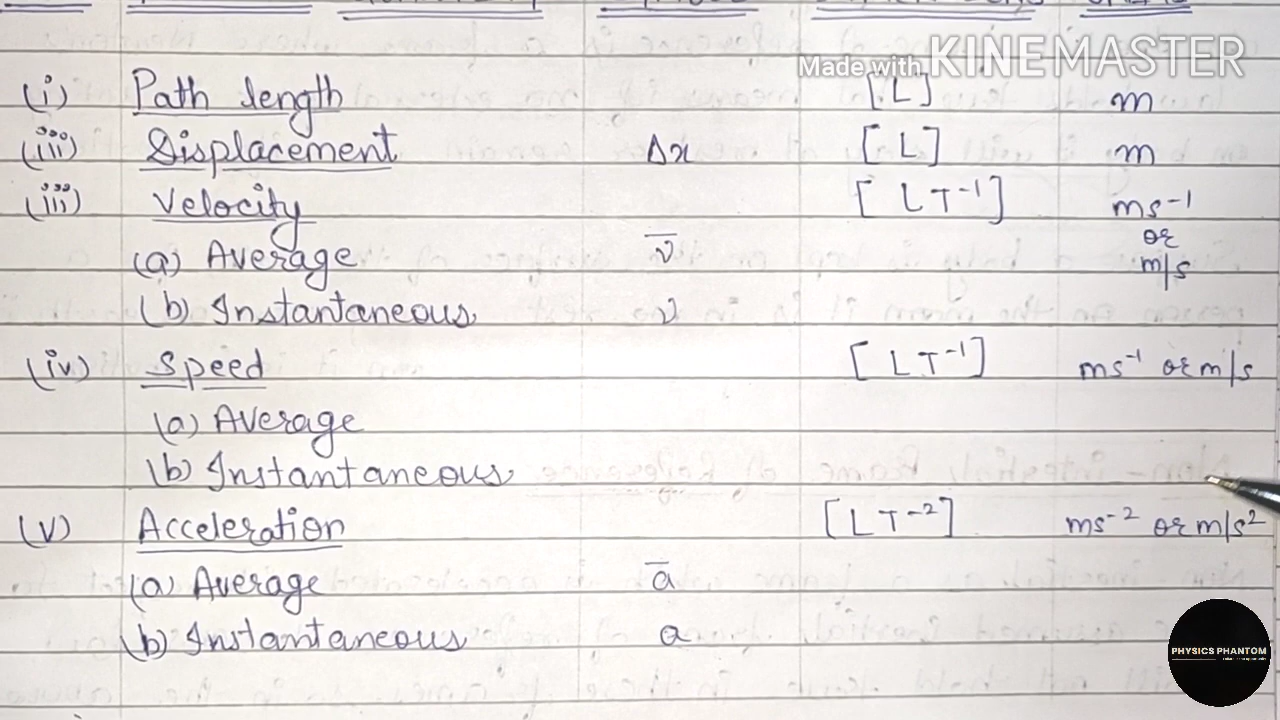 Made with KINEMASTER
(i) Path length [L] m
(iii) Displacement Δx [L] m
(iii) Velocity [LT⁻¹] ms⁻¹
or
(a) Average v̅ m/s
(b) Instantaneous v
(iv) Speed [LT⁻¹] ms⁻¹ or m/s
(a) Average
(b) Instantaneous
(v) Acceleration [LT⁻²] ms⁻² or m/s²
(a) Average a̅
(b) Instantaneous a
PHYSICS PHANTOM